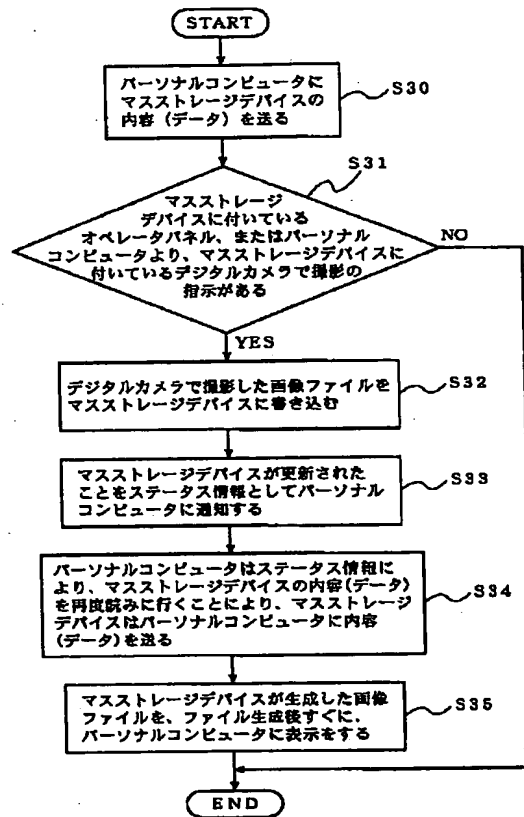 START
パーソナルコンピュータに
マスストレージデバイスの
内容(データ)を送る
S30
S31
マスストレージ
デバイスに付いている
オペレータパネル、またはパーソナル
コンピュータより、マスストレージデバイスに
付いているデジタルカメラで撮影の
指示がある
NO
YES
デジタルカメラで撮影した画像ファイルを
マスストレージデバイスに書き込む
S32
マスストレージデバイスが更新された
ことをステータス情報としてパーソナル
コンピュータに通知する
S33
パーソナルコンピュータはステータス情報に
より、マスストレージデバイスの内容(データ)
を再度読みに行くことにより、マスストレージ
デバイスはパーソナルコンピュータに内容
(データ)を送る
S34
マスストレージデバイスが生成した画像
ファイルを、ファイル生成後すぐに、
パーソナルコンピュータに表示をする
S35
END